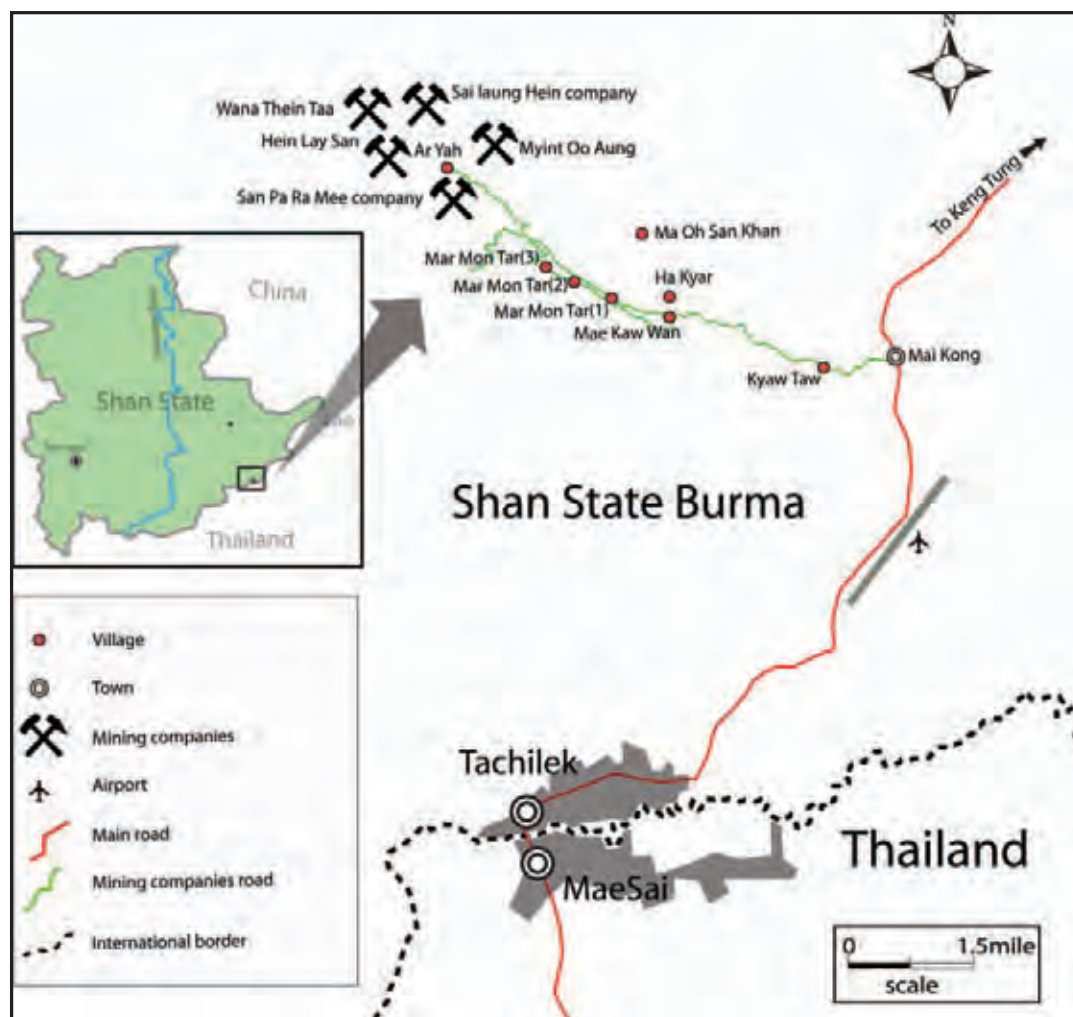 N
Sai laung Hein company
Wana Thein Taa
Hein Lay San
Ar Yah
Myint Oo Aung
San Pa Ra Mee company
To Keng Tung
Ma Oh San Khan
Mar Mon Tar(3)
Mar Mon Tar(2)
Ha Kyar
Mar Mon Tar(1)
Mae Kaw Wan
Mai Kong
Kyaw Taw
China
Shan State
Thailand
Shan State Burma
Village
Town
Mining companies
Airport
Main road
Mining companies road
International border
Tachilek
MaeSai
Thailand
0 1.5mile
scale